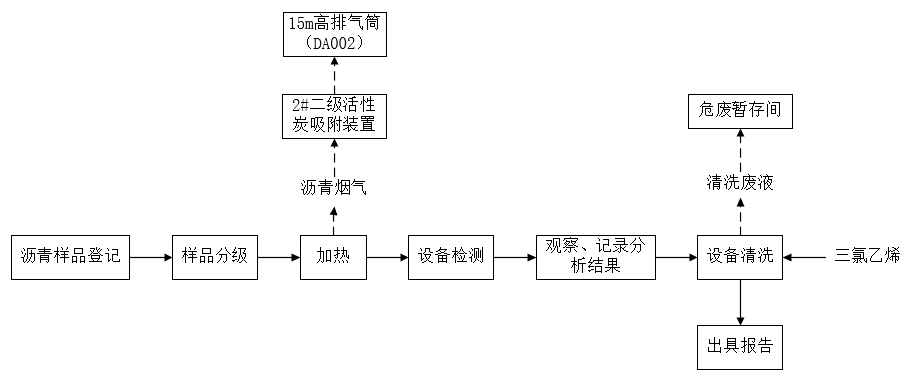 15m高排气筒
（DA002）
2#二级活性
炭吸附装置
危废暂存间
沥青烟气
清洗废液
沥青样品登记
样品分级
加热
设备检测
观察、记录分
析结果
设备清洗
三氯乙烯
出具报告